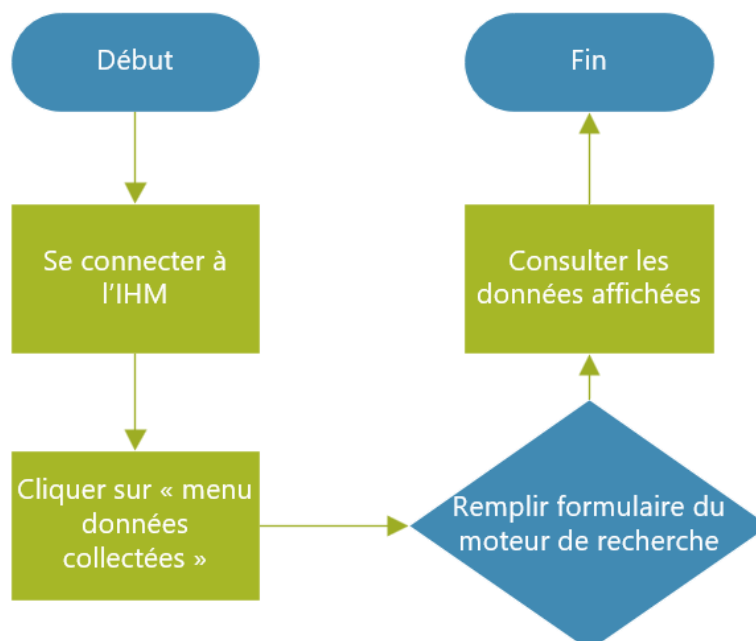 Début
Se connecter à
l’IHM
Cliquer sur « menu
données
collectées »
Remplir formulaire du
moteur de recherche
Consulter les
données affichées
Fin